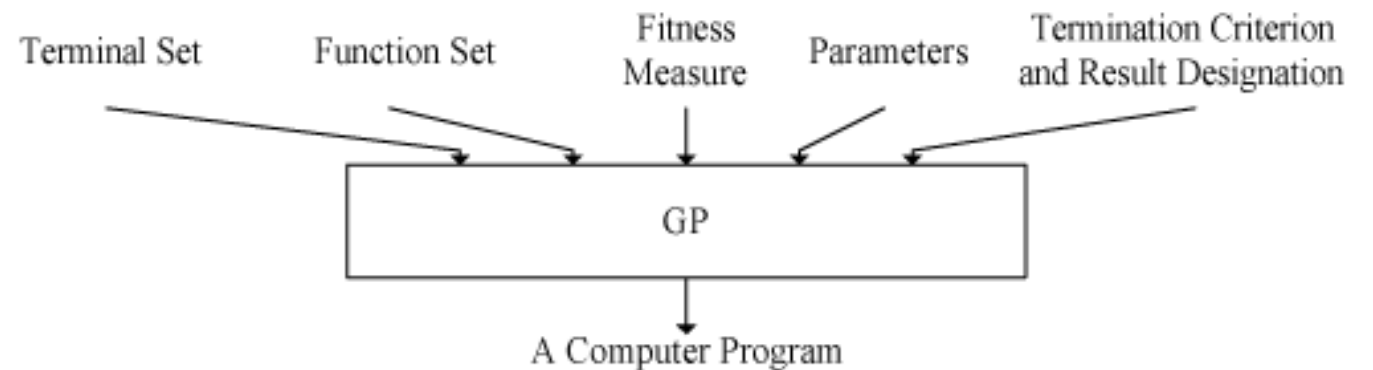 Terminal Set
Function Set
Fitness
Measure
Parameters
Termination Criterion
and Result Designation
GP
A Computer Program